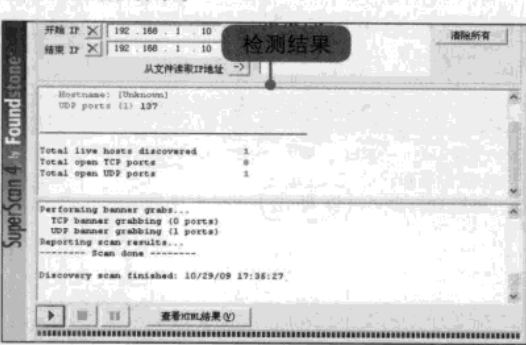 开始 IP X 192 . 168 . 1 . 10
结束 IP X 192 . 168 . 1 . 10
从文件读取IP地址 ->
清除所有
检测结果
Hostname: [Unknown]
UDP ports (1) 137
Total live hosts discovered 1
Total open TCP ports 0
Total open UDP ports 1
Performing banner grabs...
TCP banner grabbing (0 ports)
UDP banner grabbing (1 ports)
Reporting scan results...
-------- Scan done --------
Discovery scan finished: 10/29/09 17:36:27
查看HTML结果(V)
SuperScan 4 by Foundstone